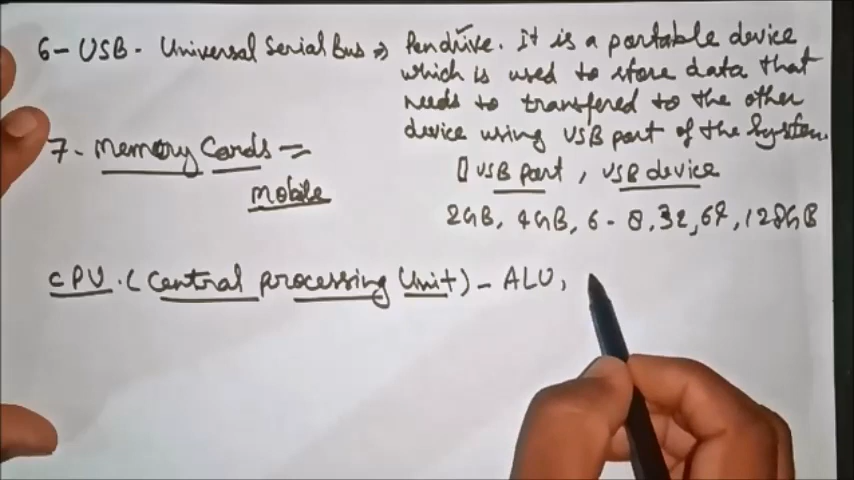 6 - USB - Universal Serial Bus => Pendrive. It is a portable device
which is used to store data that
needs to transfered to the other
device using USB port of the System.
7 - Memory Cards =
mobile
USB port, USB device
2GB, 4GB, 6 - 8, 32, 64, 128GB
CPU. (Central processing Unit) - ALU,